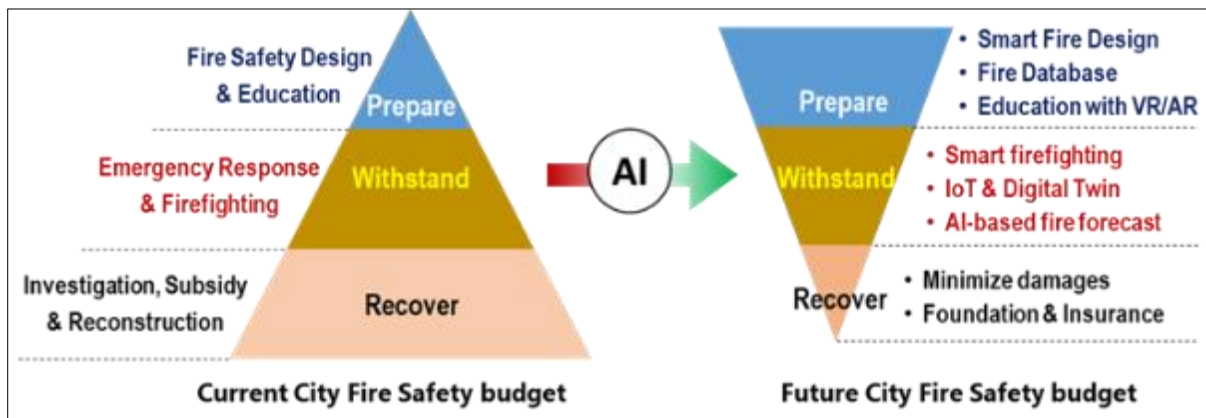 Fire Safety Design
& Education
Prepare
Emergency Response
& Firefighting
Withstand
Investigation, Subsidy
& Reconstruction
Recover
Current City Fire Safety budget
AI
Prepare
• Smart Fire Design
• Fire Database
• Education with VR/AR
Withstand
• Smart firefighting
• IoT & Digital Twin
• AI-based fire forecast
Recover
• Minimize damages
• Foundation & Insurance
Future City Fire Safety budget